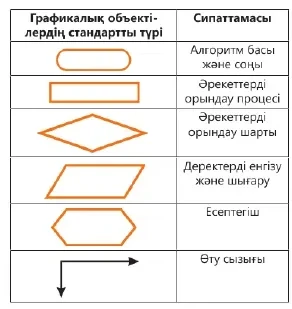 Графикалық объекті-
лердің стандартты түрі
Сипаттамасы
Алгоритм басы
және соңы
Әрекеттерді
орындау процесі
Әрекеттерді
орындау шарты
Деректерді енгізу
және шығару
Есептегіш
Өту сызығы